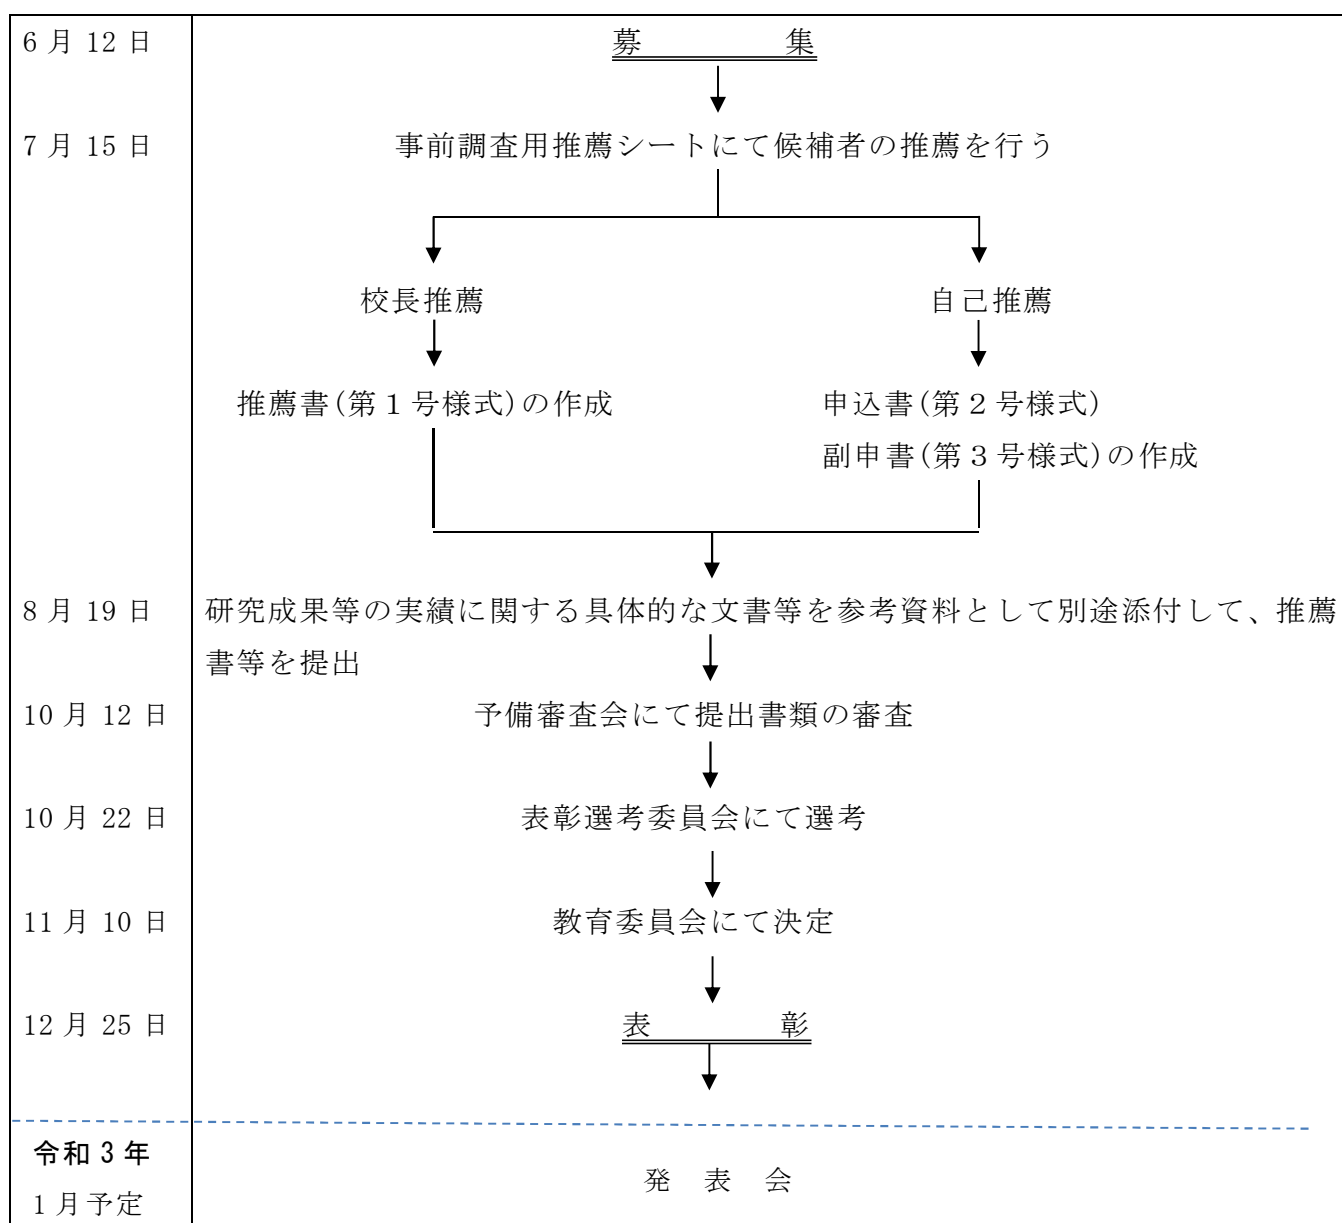 6月12日 募集
7月15日 事前調査用推薦シートにて候補者の推薦を行う
校長推薦 自己推薦
推薦書(第1号様式)の作成 申込書(第2号様式)
副申書(第3号様式)の作成
8月19日 研究成果等の実績に関する具体的な文書等を参考資料として別途添付して、推薦
書等を提出
10月12日 予備審査会にて提出書類の審査
10月22日 表彰選考委員会にて選考
11月10日 教育委員会にて決定
12月25日 表彰
令和3年
1月予定 発表会